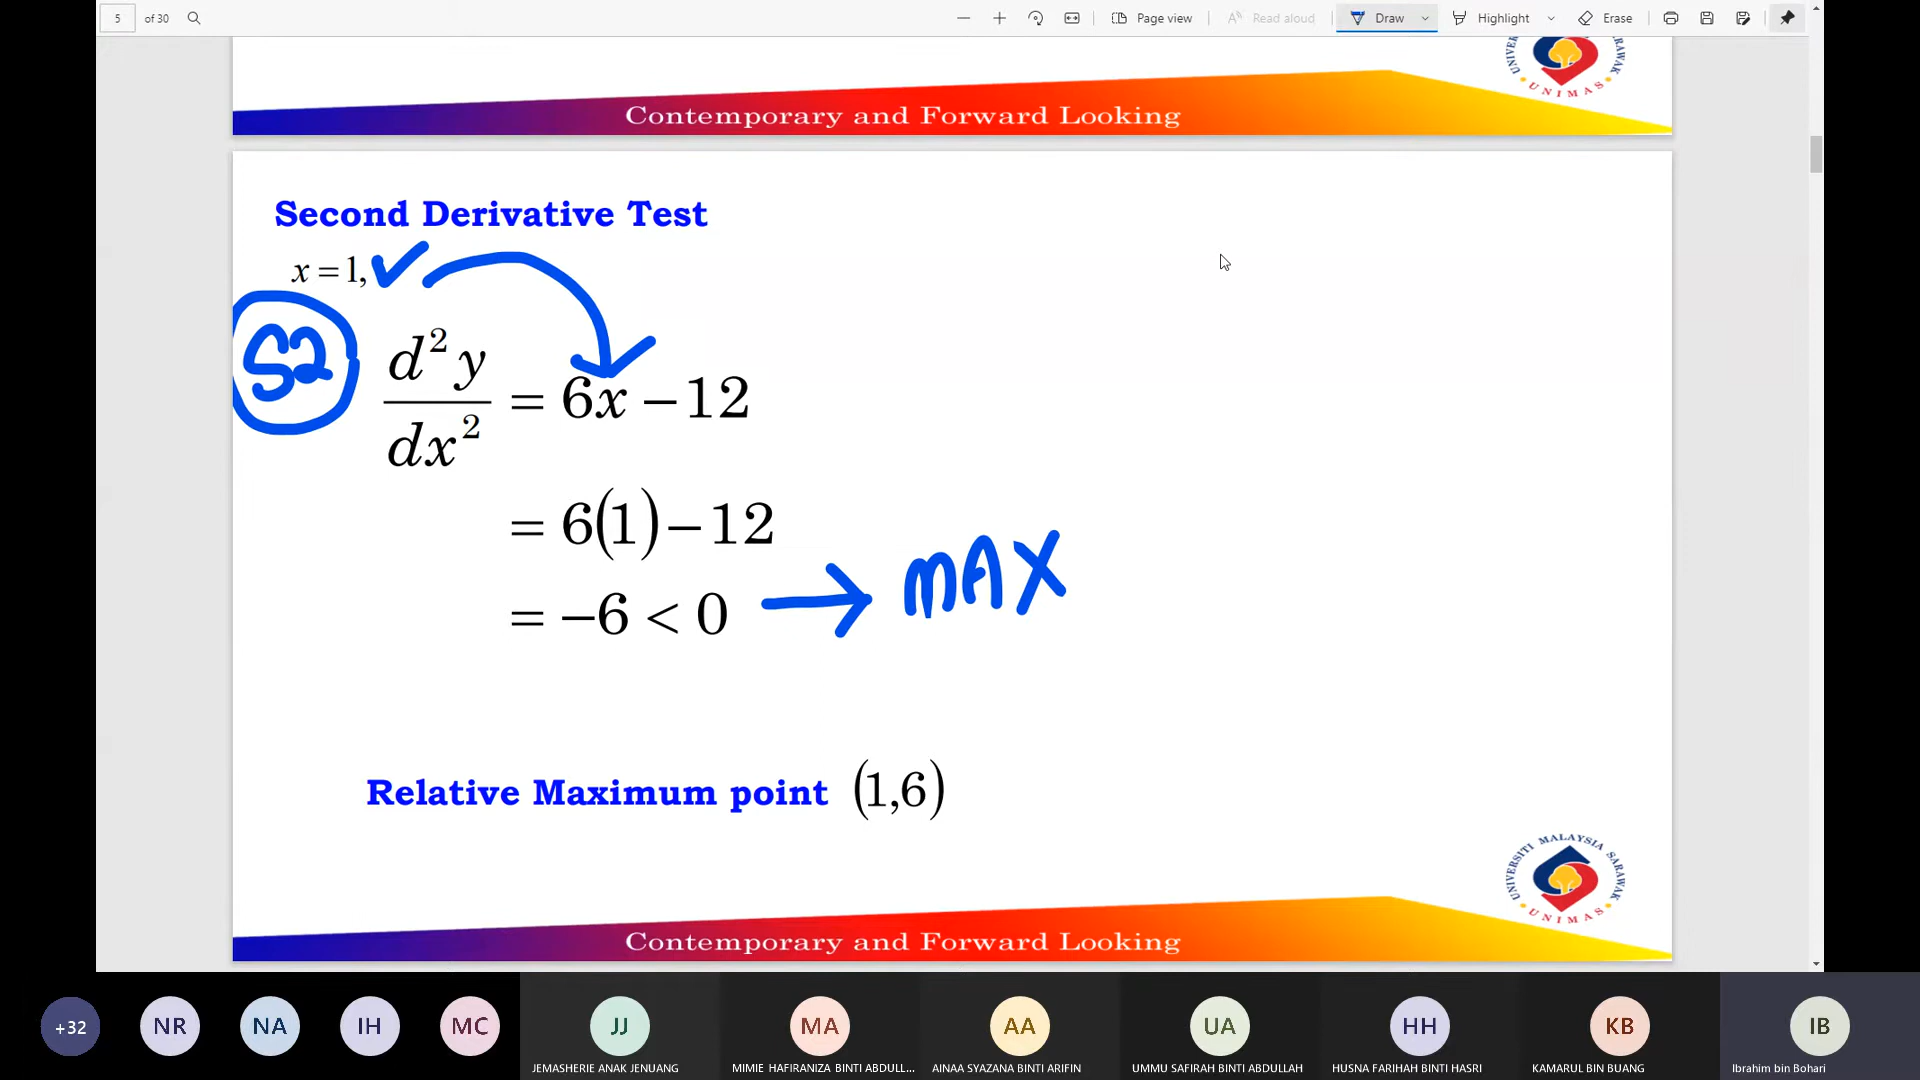 5 of 30 Page view Read aloud Draw Highlight Erase
UNIVERSITI MALAYSIA SARAWAK
UNIMAS
Contemporary and Forward Looking
Second Derivative Test
x = 1, ✓
S2
d²y/dx² = 6x − 12
= 6(1) − 12
= −6 < 0 → MAX
Relative Maximum point (1,6)
UNIVERSITI MALAYSIA SARAWAK
UNIMAS
Contemporary and Forward Looking
+32 NR NA IH MC JJ MA AA UA HH KB IB
JEMASHERIE ANAK JENUANG MIMIE HAFIRANIZA BINTI ABDULL... AINAA SYAZANA BINTI ARIFIN UMMU SAFIRAH BINTI ABDULLAH HUSNA FARIHAH BINTI HASRI KAMARUL BIN BUANG Ibrahim bin Bohari